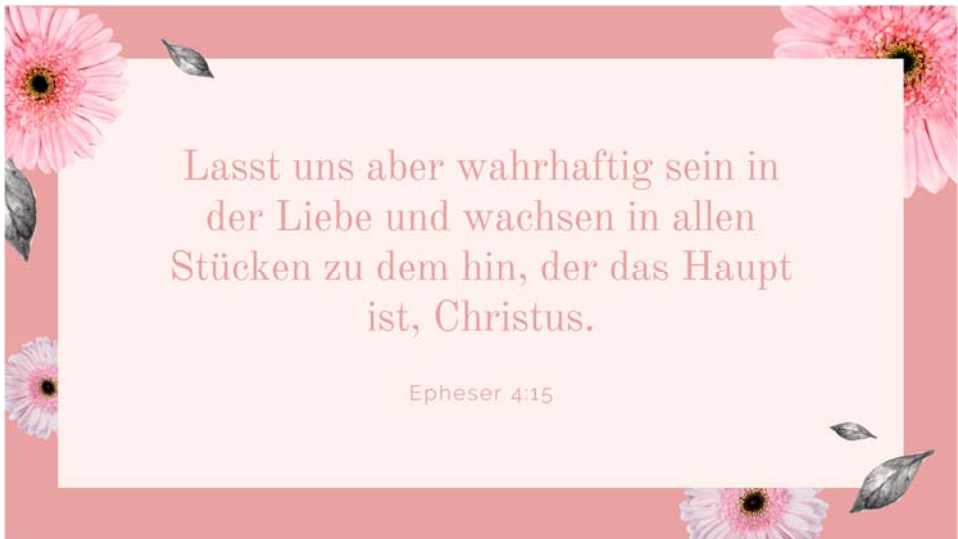 Lasst uns aber wahrhaftig sein in
der Liebe und wachsen in allen
Stücken zu dem hin, der das Haupt
ist, Christus.
Epheser 4:15